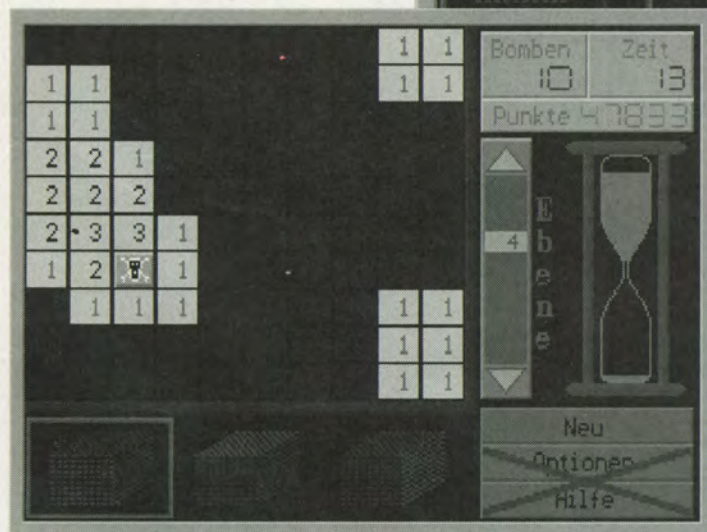 1 1
1 1 1 1
1 1
2 2 1
2 2 2
2 3 3 1
1 2 1
1 1 1 1 1
1 1
1 1
Bomben Zeit
10 13
Punkte 47833
4
Ebene
Neu
Optionen
Hilfe